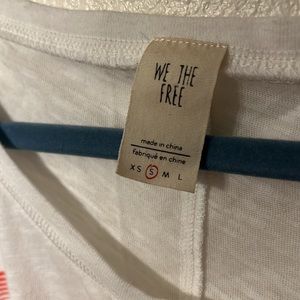 WE THE
FREE
made in china
fabriqué en chine
XS S M L